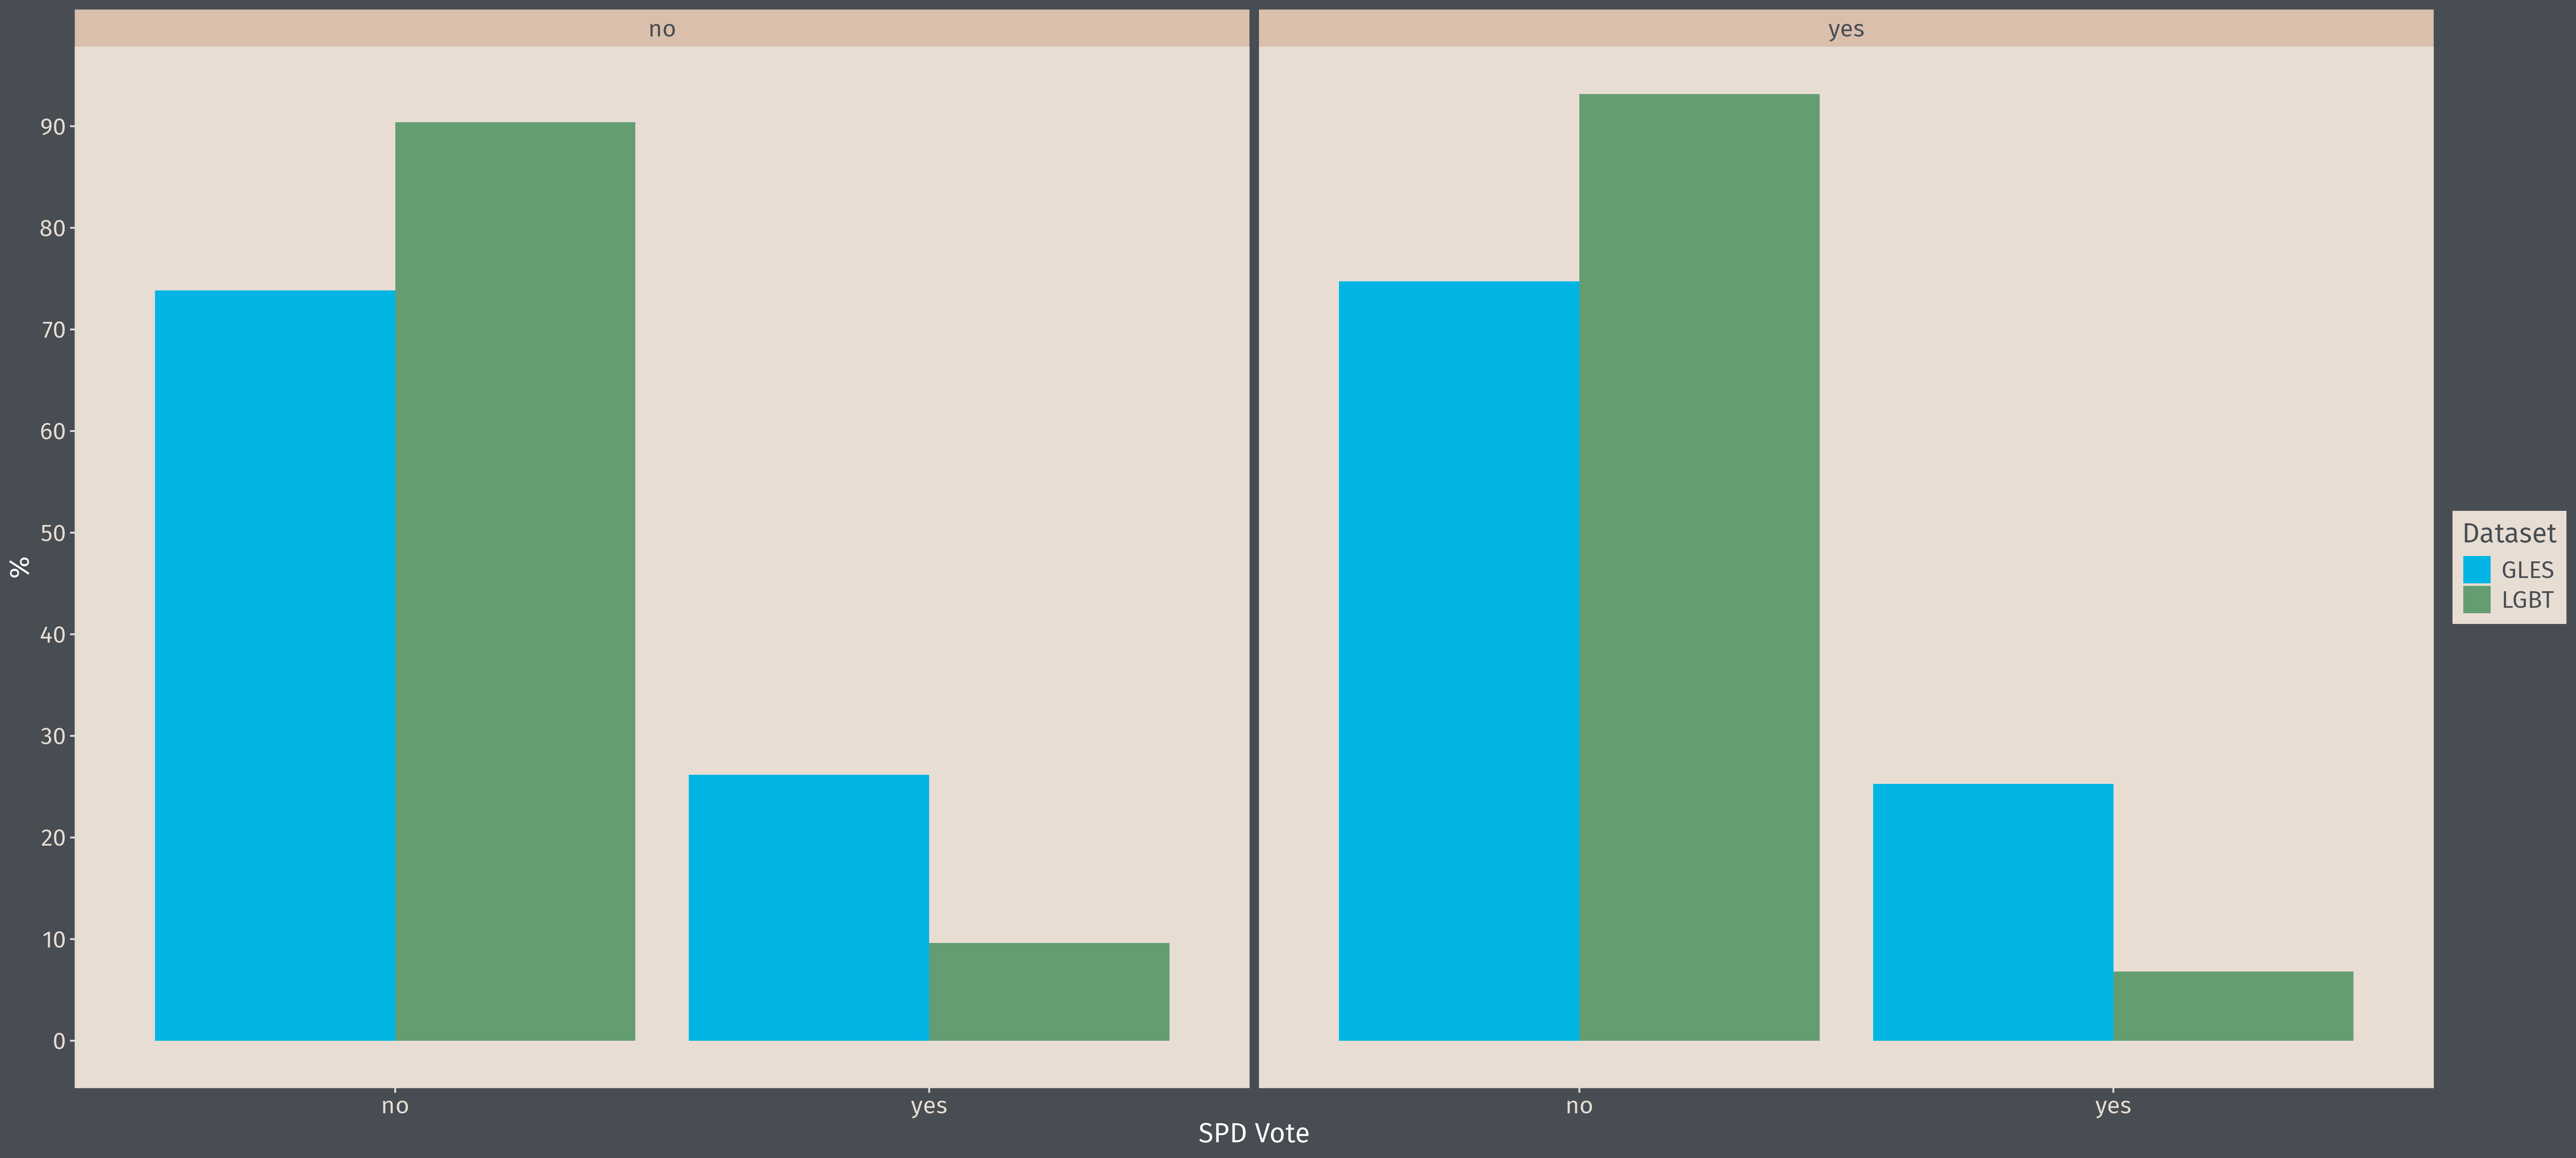 no
yes
90
80
70
60
50
40
30
20
10
0
%
no
yes
no
yes
SPD Vote
Dataset
GLES
LGBT